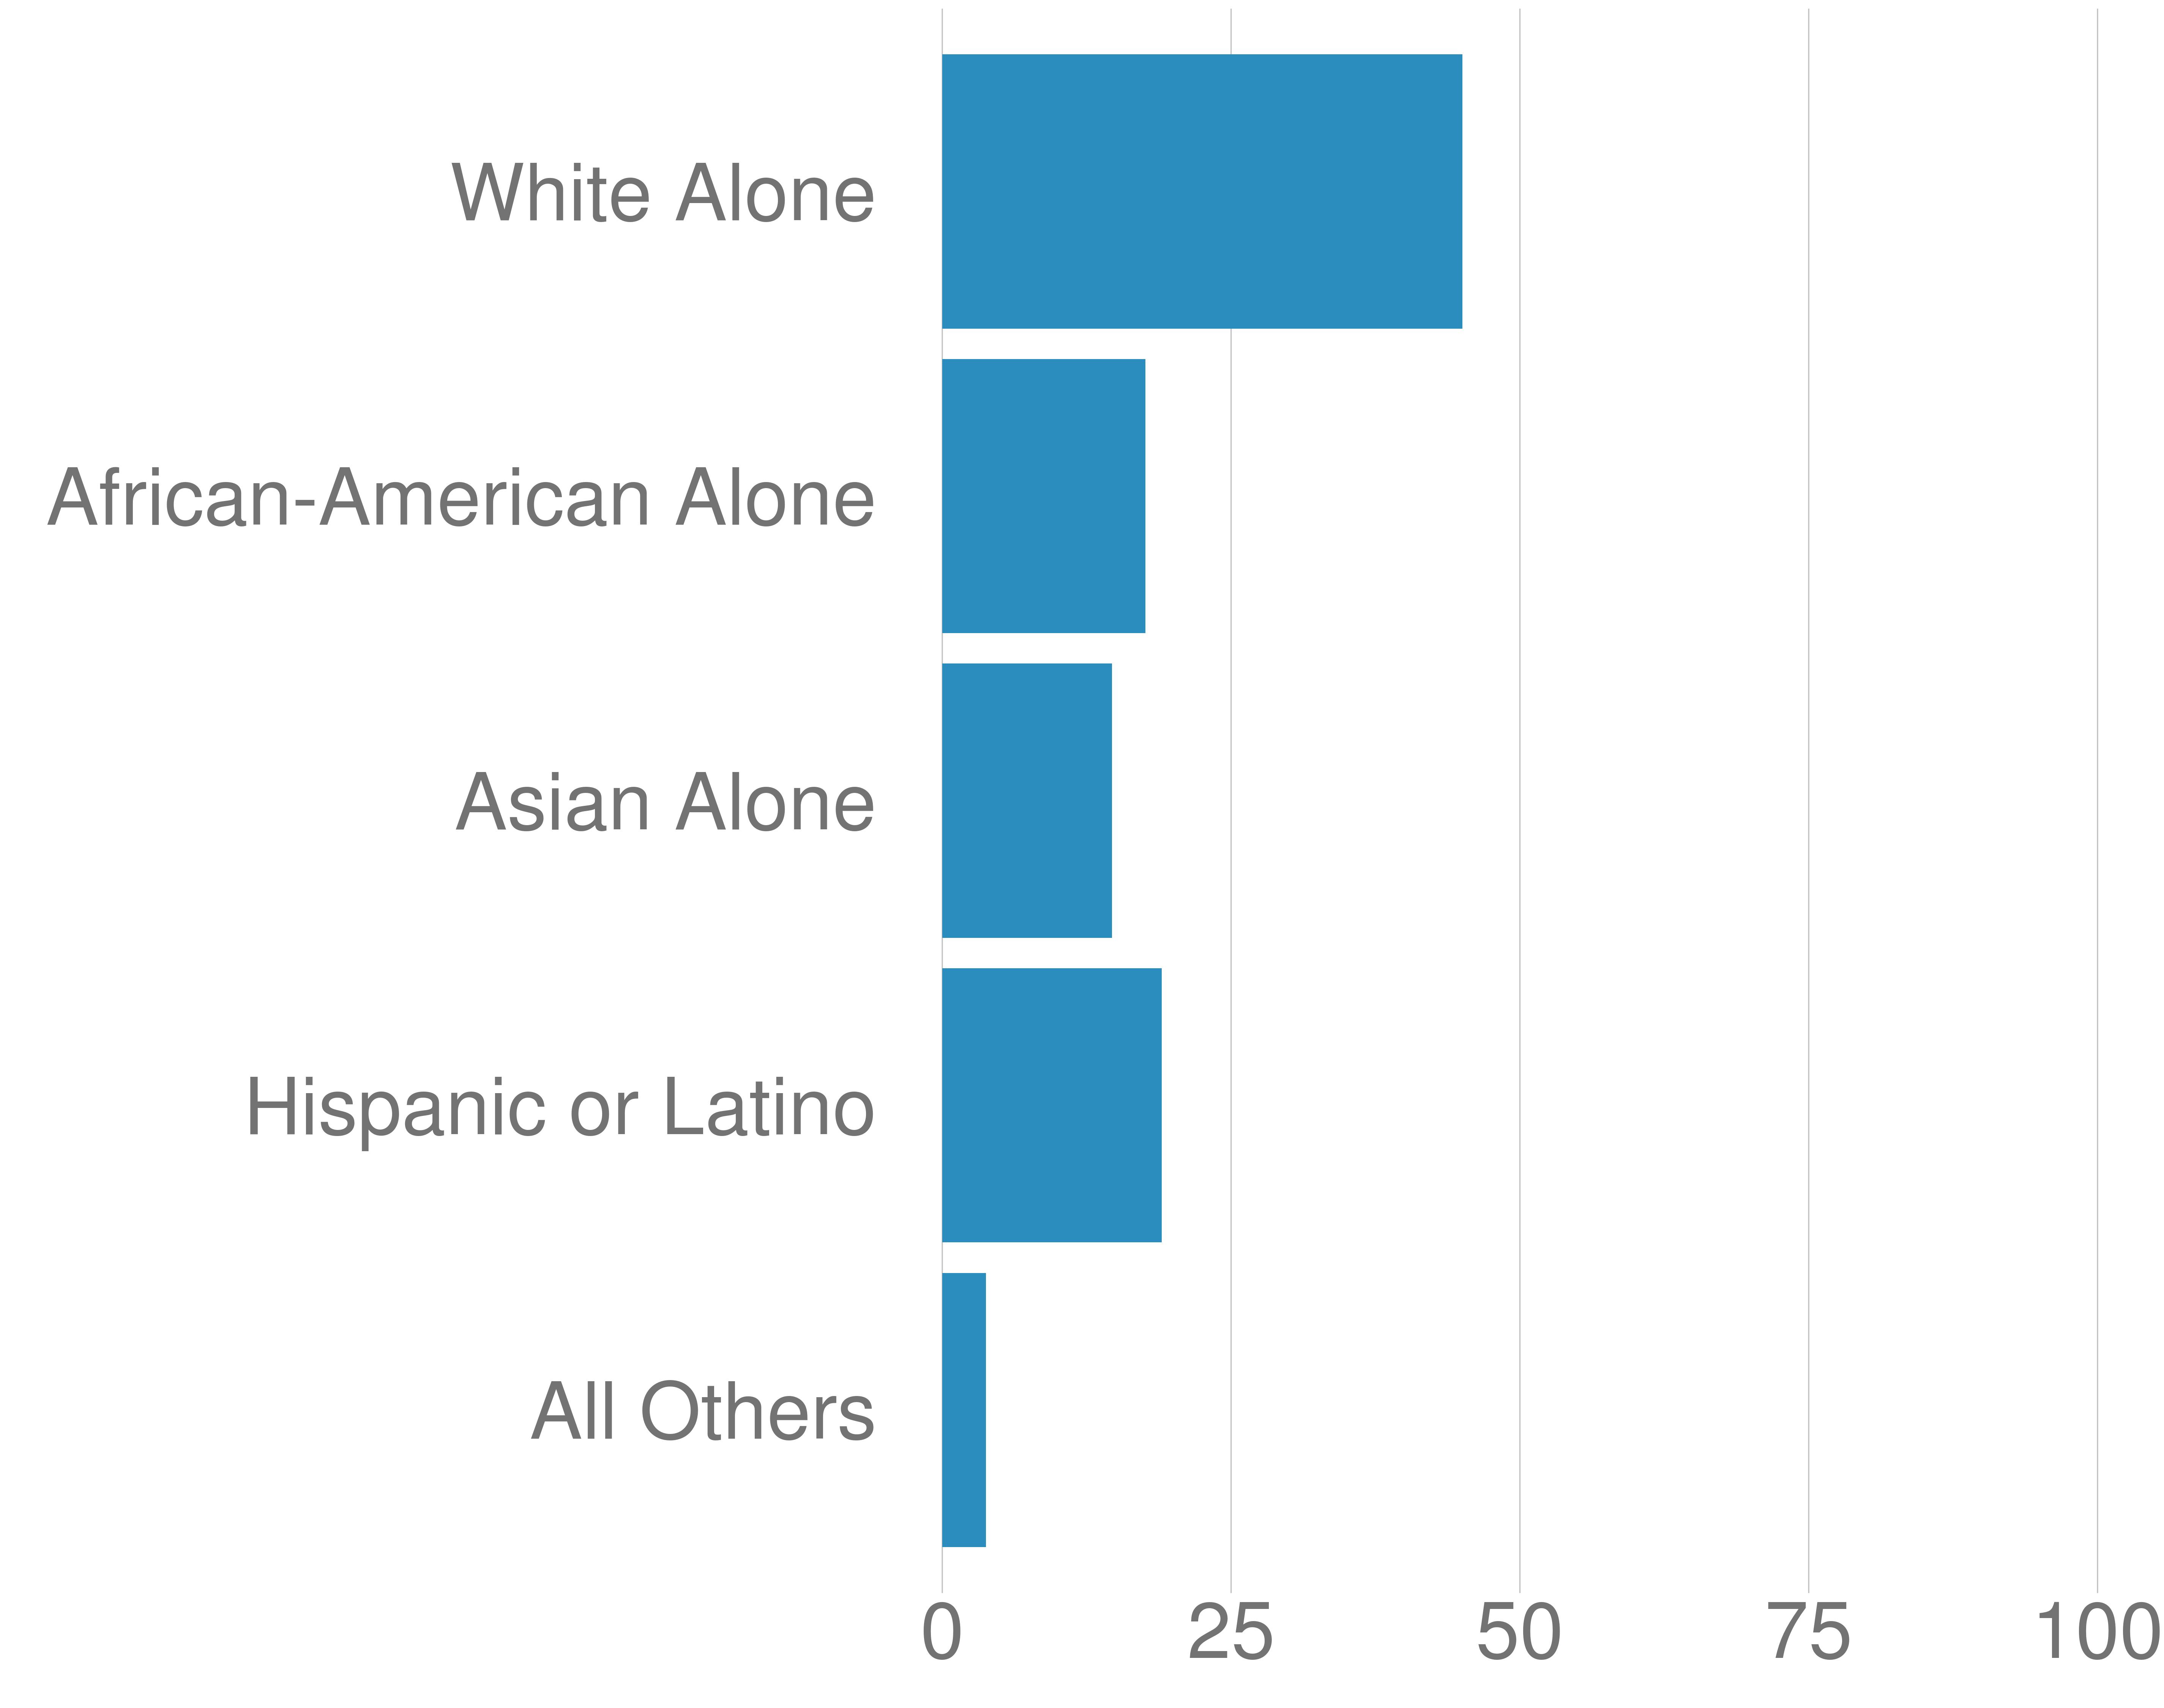 White Alone
African-American Alone
Asian Alone
Hispanic or Latino
All Others
0 25 50 75 100